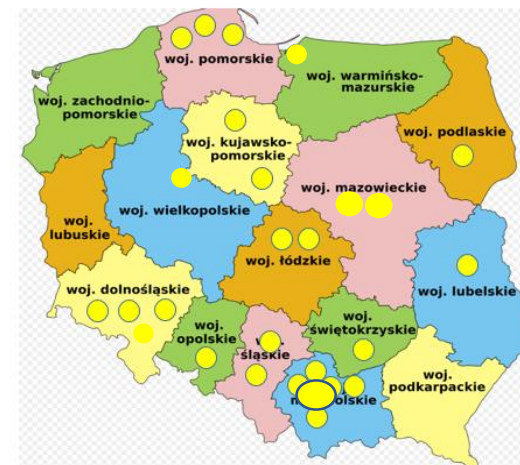 woj. pomorskie
woj. warmińsko-
mazurskie
woj. zachodnio-
pomorskie
woj. podlaskie
woj. kujawsko-
pomorskie
woj. mazowieckie
woj. wielkopolskie
woj.
lubuskie
woj. łódzkie
woj. dolnośląskie
woj. lubelskie
woj.
opolskie
woj.
świętokrzyskie
śląskie
woj.
podkarpackie